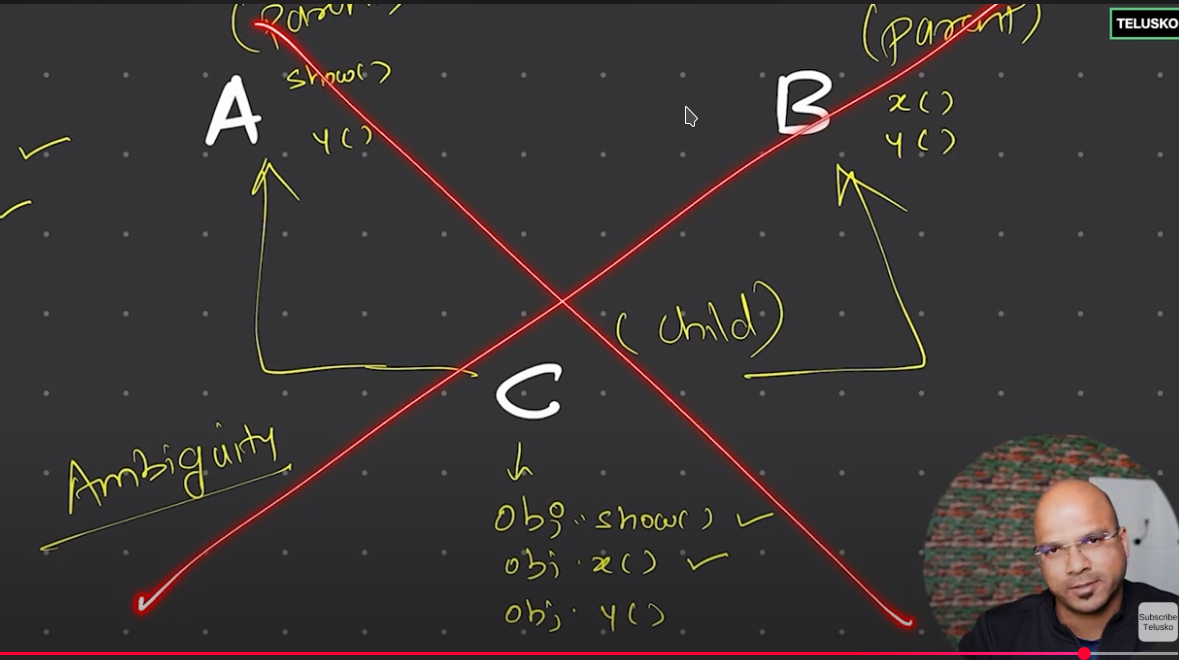 (Parent)
(Parent)
TELUSKO
A
show()
y()
B
x()
y()
(child)
C
Ambiguity
obj.show()
obj.x()
obj.y()
Subscribe
Telusko